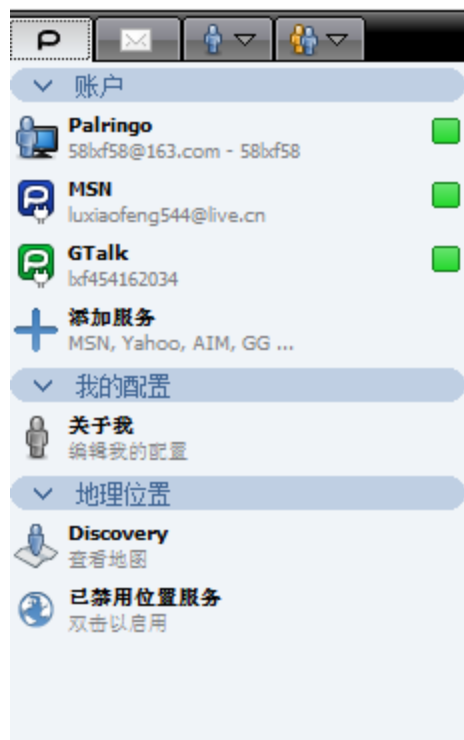 账户
Palringo
58lxf58@163.com - 58lxf58
MSN
luxiaofeng544@live.cn
GTalk
lxf454162034
添加服务
MSN, Yahoo, AIM, GG ...
我的配置
关于我
编辑我的配置
地理位置
Discovery
查看地图
已禁用位置服务
双击以启用